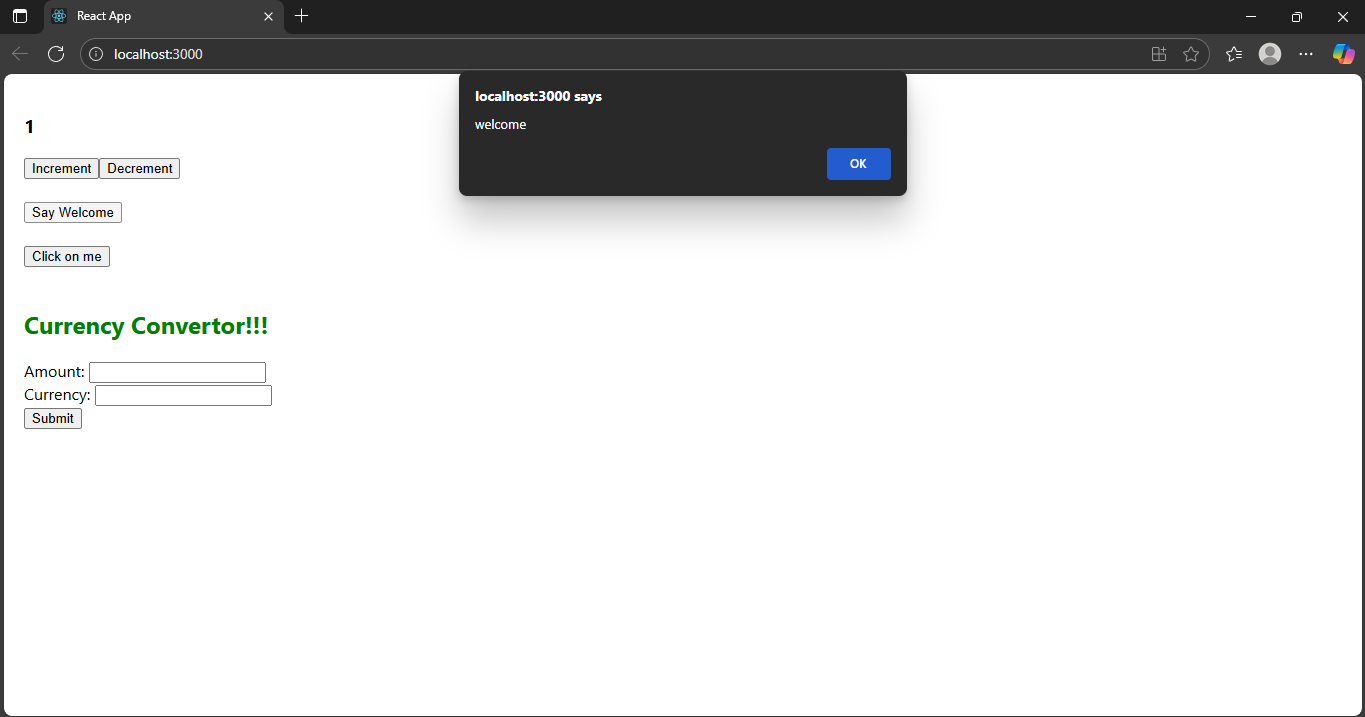 React App
localhost:3000
localhost:3000 says
welcome
OK
1
Increment Decrement
Say Welcome
Click on me
Currency Convertor!!!
Amount:
Currency:
Submit